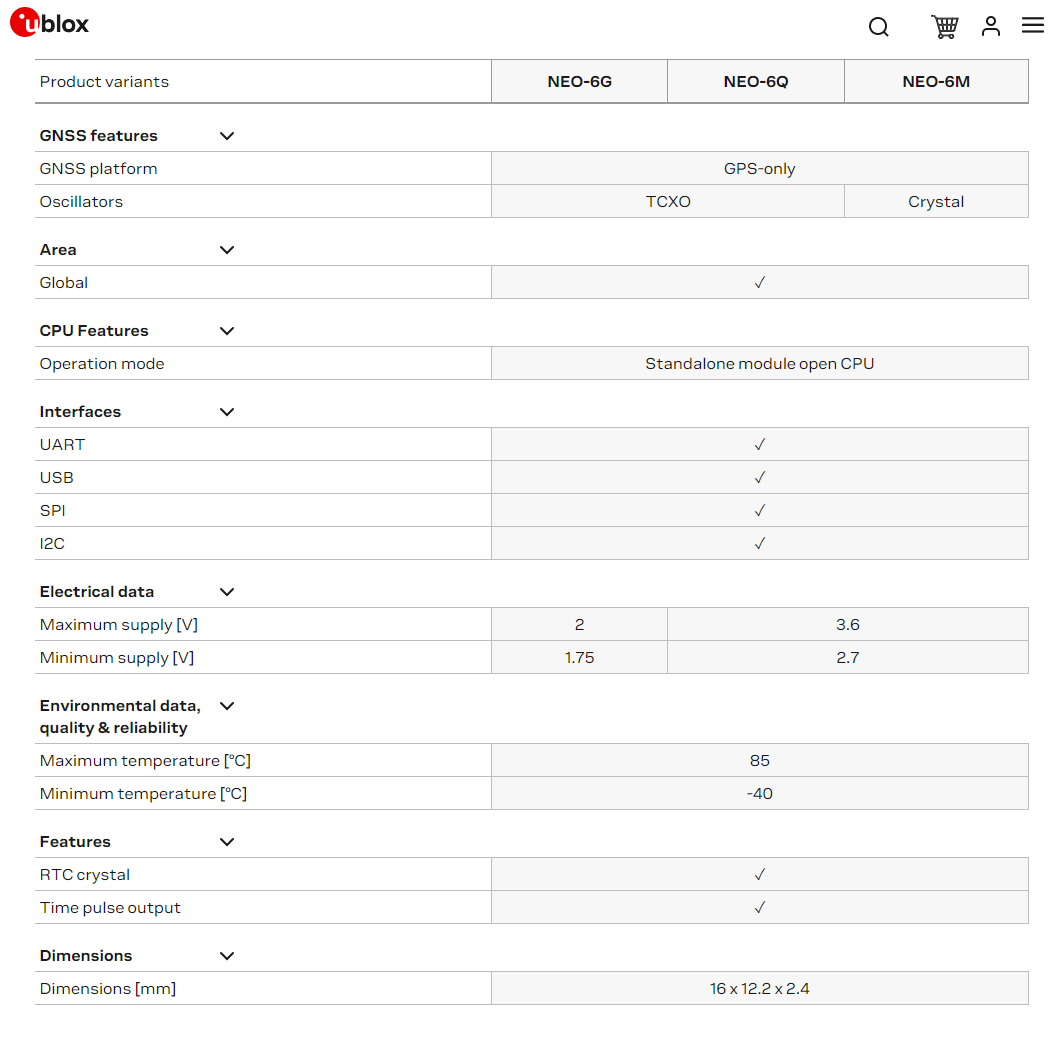 ublox
Product variants NEO-6G NEO-6Q NEO-6M
GNSS features
GNSS platform GPS-only
Oscillators TCXO Crystal
Area
Global ✓
CPU Features
Operation mode Standalone module open CPU
Interfaces
UART ✓
USB ✓
SPI ✓
I2C ✓
Electrical data
Maximum supply [V] 2 3.6
Minimum supply [V] 1.75 2.7
Environmental data,
quality & reliability
Maximum temperature [°C] 85
Minimum temperature [°C] -40
Features
RTC crystal ✓
Time pulse output ✓
Dimensions
Dimensions [mm] 16 x 12.2 x 2.4